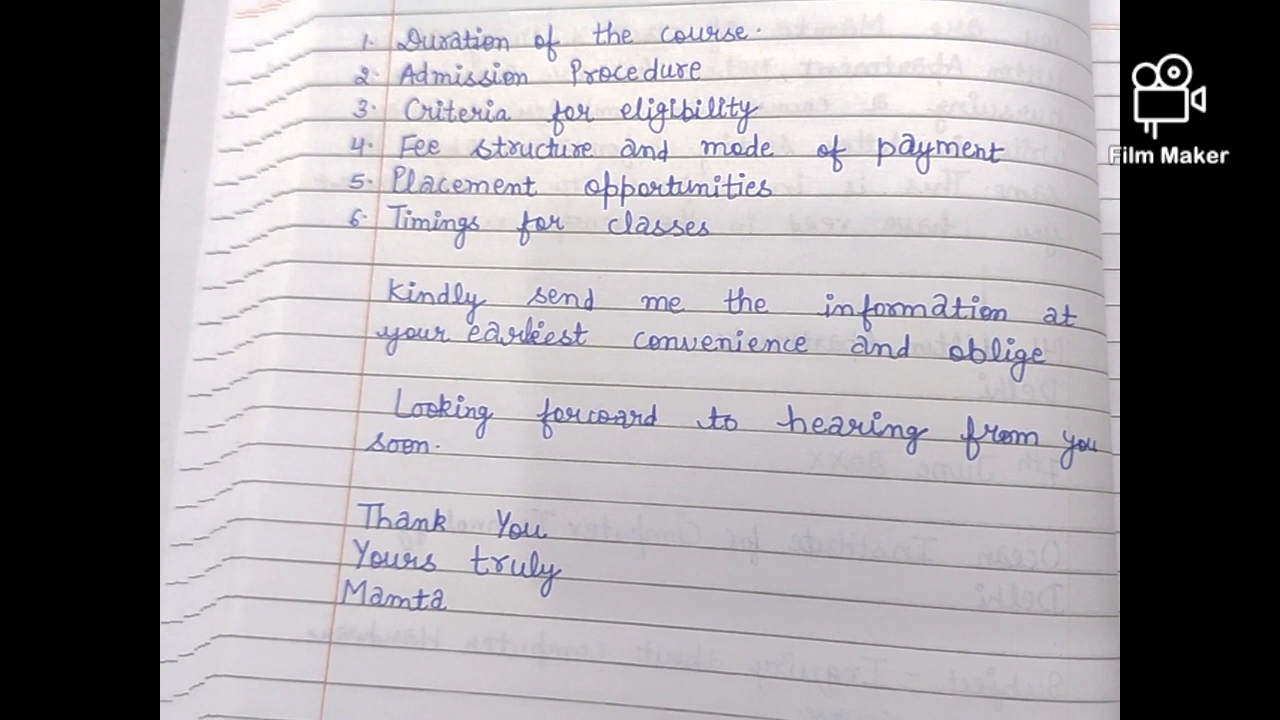 1. Duration of the course.
2. Admission Procedure
3. Criteria for eligibility
4. Fee structure and mode of payment
5. Placement opportunities
6. Timings for classes
Kindly send me the information at
your earliest convenience and oblige
Looking forward to hearing from you
soon.
Thank You
Yours truly
Mamta
Film Maker